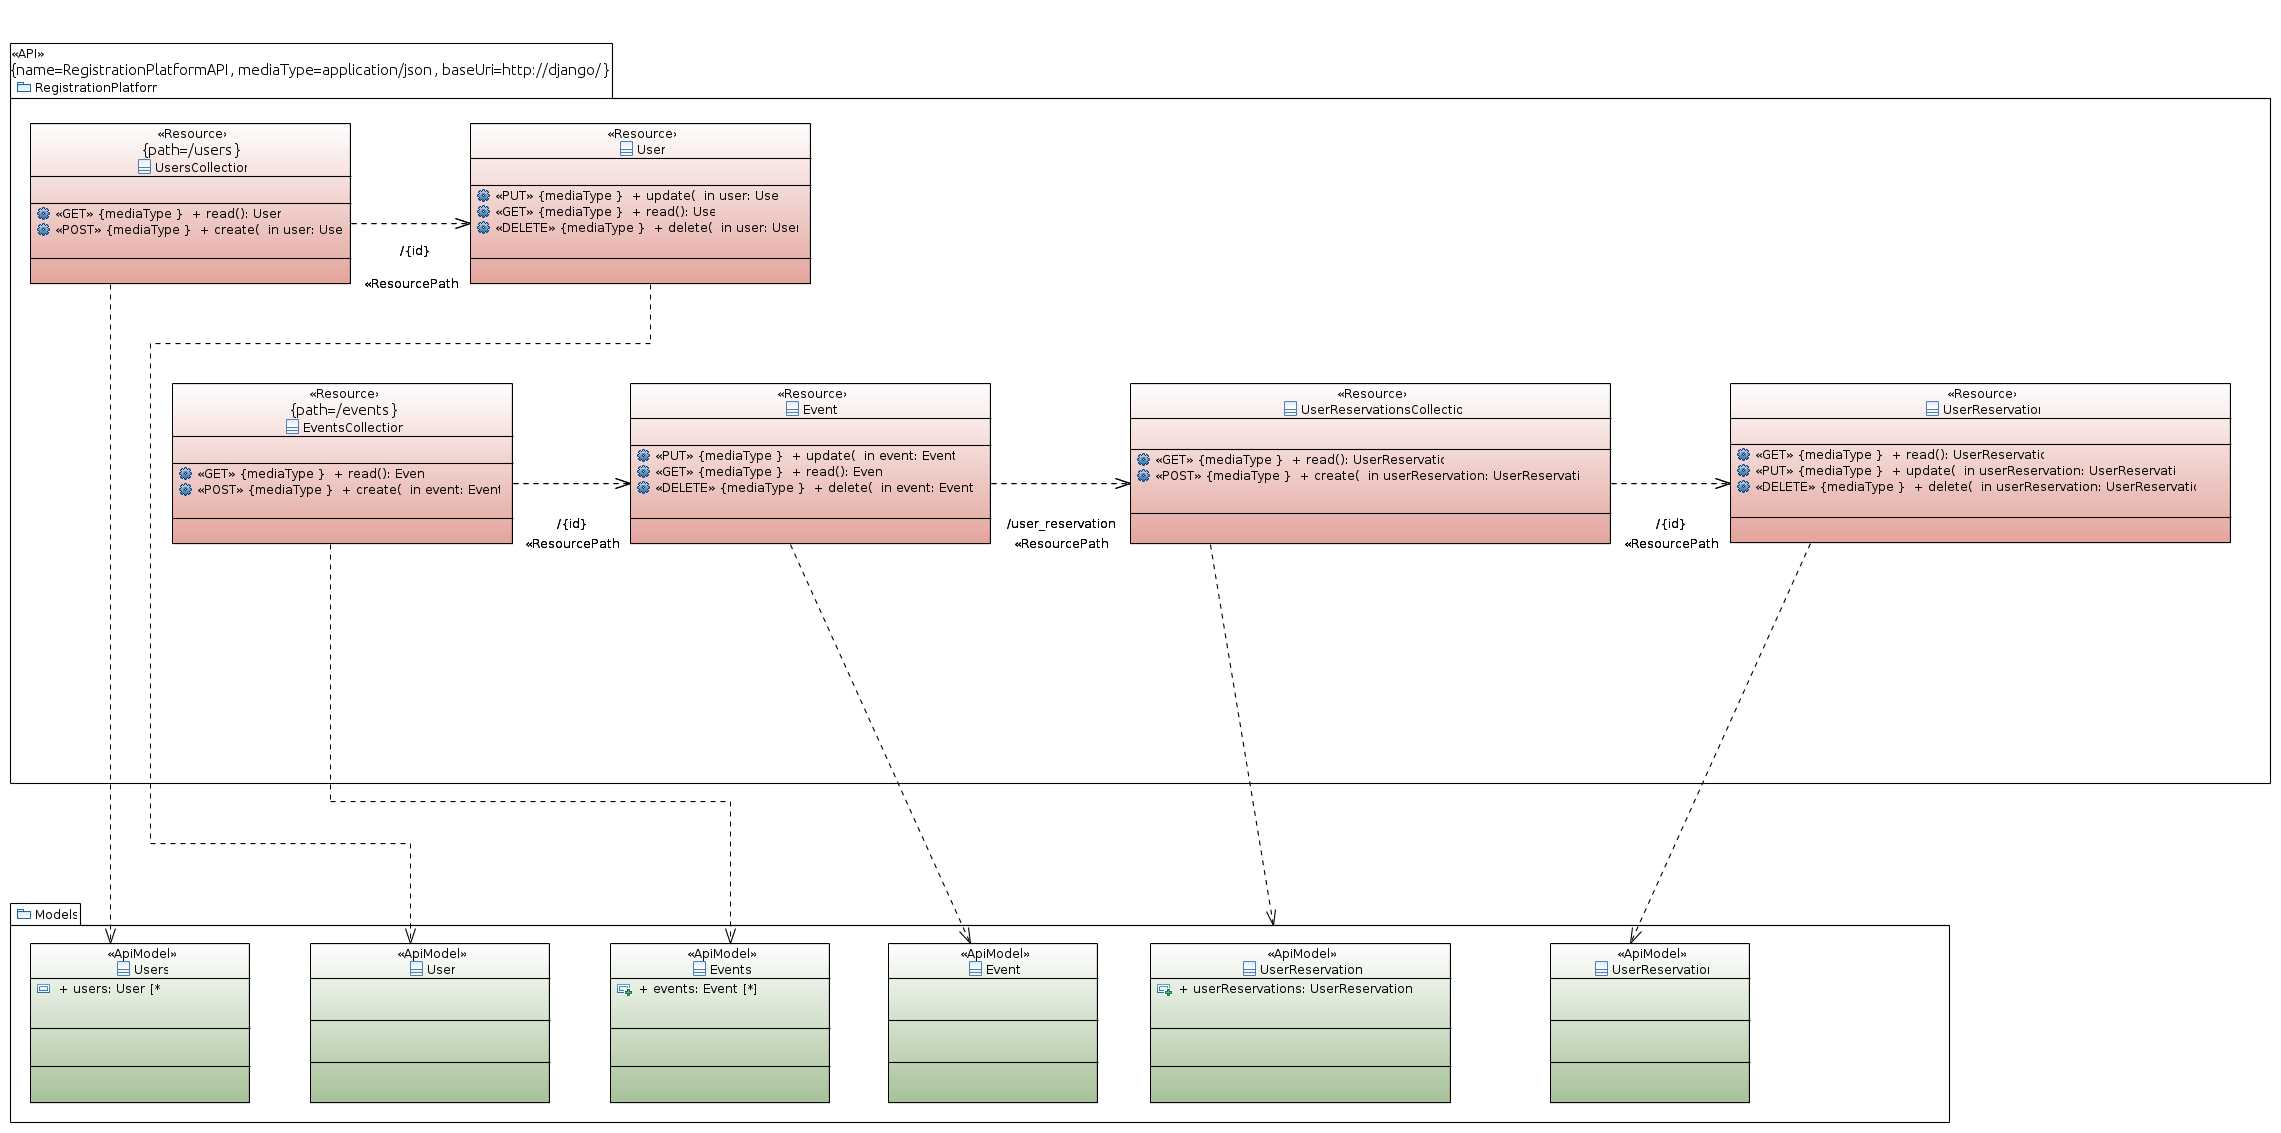 «API»
{name=RegistrationPlatformAPI, mediaType=application/json, baseUri=http://django/}
RegistrationPlatforr
«Resource›
{path=/users}
UsersCollectior
«GET» {mediaType } + read(): User
«POST» {mediaType } + create( in user: Use
/{id}
«ResourcePath
«Resource›
User
«PUT» {mediaType } + update( in user: Use
«GET» {mediaType } + read(): Use
«DELETE» {mediaType } + delete( in user: User
«Resource›
{path=/events}
EventsCollection
«GET» {mediaType } + read(): Even
«POST» {mediaType } + create( in event: Event
/{id}
«ResourcePath
«Resource›
Event
«PUT» {mediaType } + update( in event: Event
«GET» {mediaType } + read(): Even
«DELETE» {mediaType } + delete( in event: Event
/user_reservation
«ResourcePath
«Resource›
UserReservationsCollectic
«GET» {mediaType } + read(): UserReservatic
«POST» {mediaType } + create( in userReservation: UserReservati
/{id}
«ResourcePath
«Resource›
UserReservatior
«GET» {mediaType } + read(): UserReservatic
«PUT» {mediaType } + update( in userReservation: UserReservati
«DELETE» {mediaType } + delete( in userReservation: UserReservatic
Models
«ApiModel»
Users
+ users: User [*
«ApiModel»
User
«ApiModel»
Events
+ events: Event [*]
«ApiModel»
Event
«ApiModel»
UserReservation
+ userReservations: UserReservation
«ApiModel»
UserReservatior